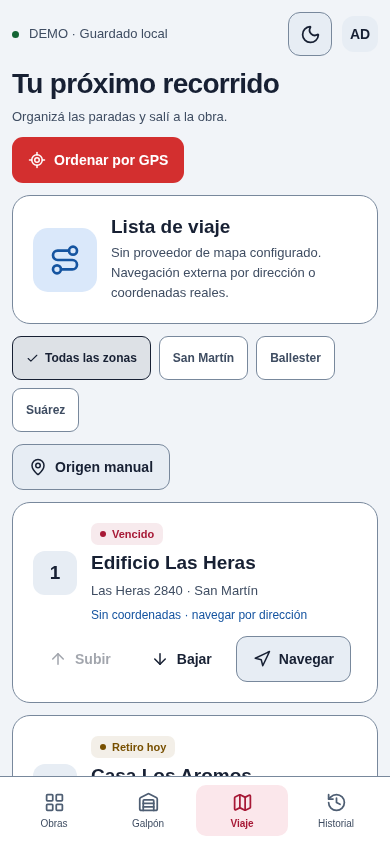 DEMO · Guardado local
AD
Tu próximo recorrido
Organizá las paradas y salí a la obra.
Ordenar por GPS
Lista de viaje
Sin proveedor de mapa configurado.
Navegación externa por dirección o
coordenadas reales.
Todas las zonas
San Martín
Ballester
Suárez
Origen manual
Vencido
1
Edificio Las Heras
Las Heras 2840 · San Martín
Sin coordenadas · navegar por dirección
Subir
Bajar
Navegar
Retiro hoy
Casa Los Aromos
Obras
Galpón
Viaje
Historial